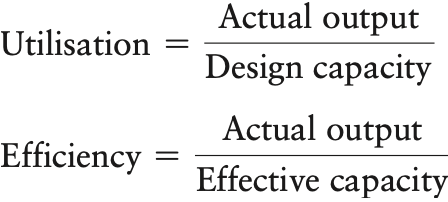 Utilisation = Actual output / Design capacity
Efficiency = Actual output / Effective capacity